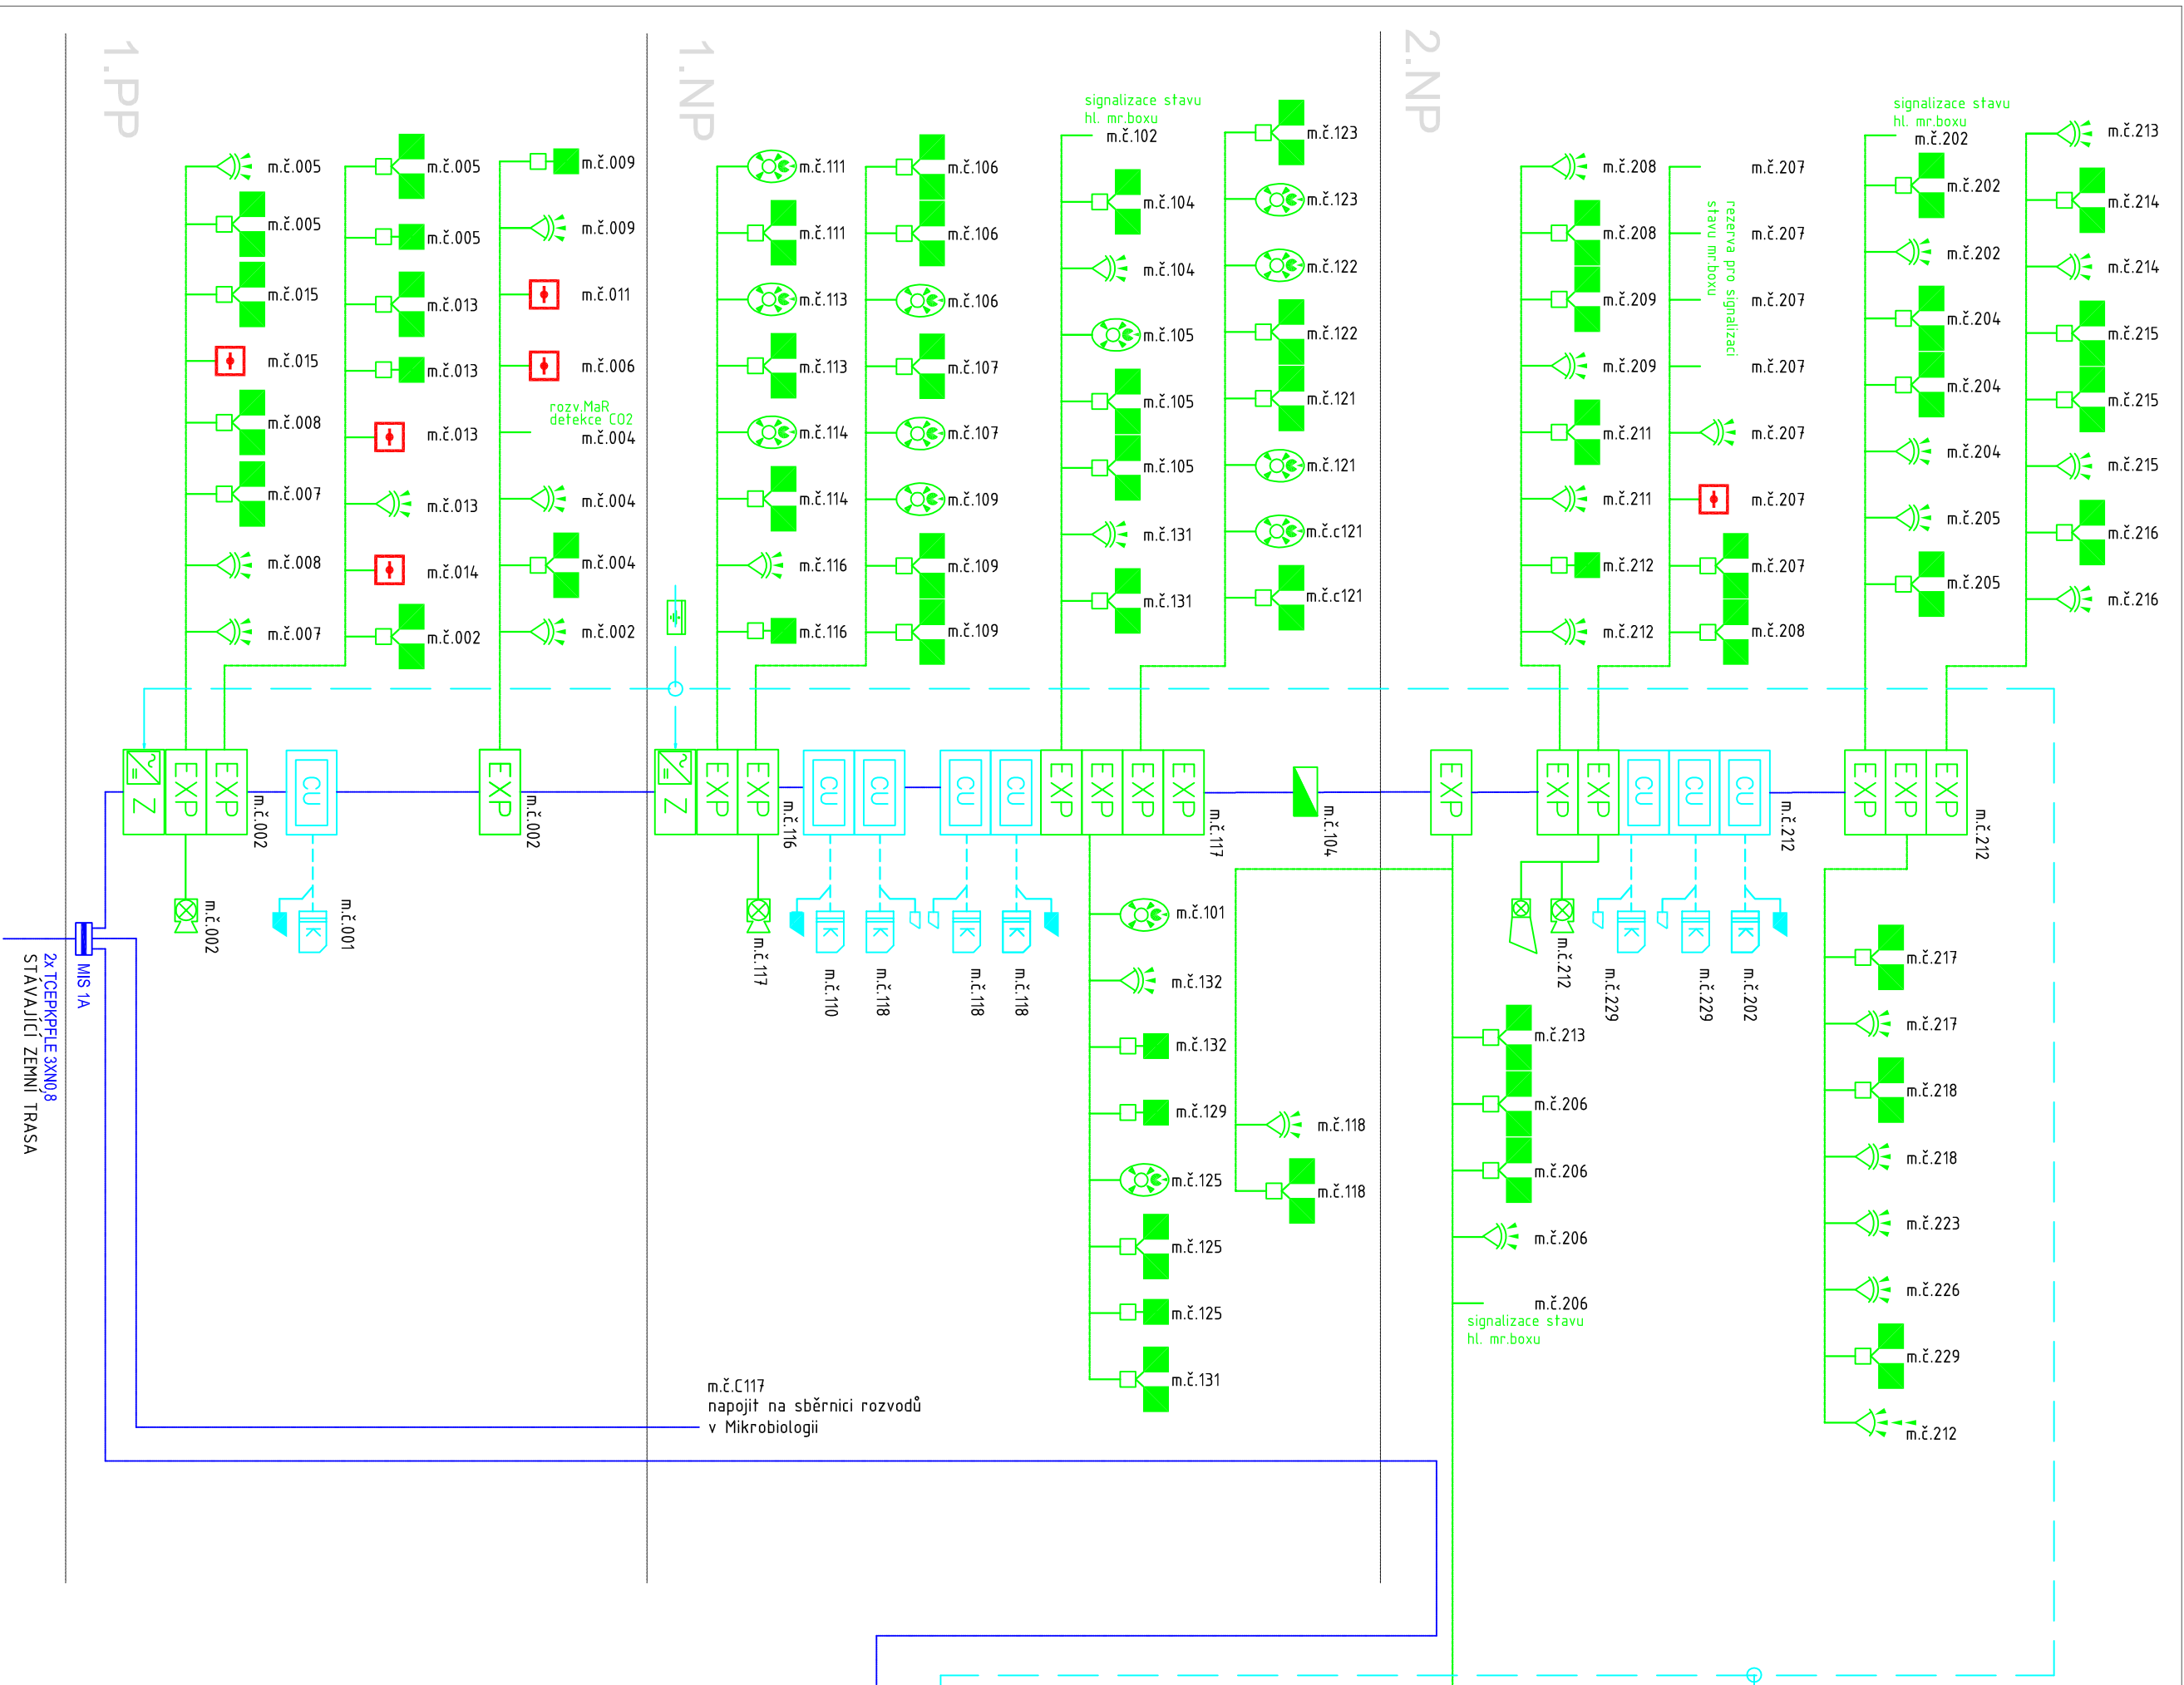 1.PP
m.č.005
m.č.005
m.č.015
m.č.015
m.č.008
m.č.007
m.č.008
m.č.007
m.č.005
m.č.005
m.č.013
m.č.013
m.č.013
m.č.013
m.č.014
m.č.002
m.č.009
m.č.009
m.č.011
m.č.006
rozv.MaR
detekce CO2
m.č.004
m.č.004
m.č.004
m.č.002
Z
EXP
EXP
m.č.002
CU
EXP
m.č.002
m.č.002
K
m.č.001
MIS 1A
2x TCEPKPFLE 3XN0,8
STÁVAJÍCÍ ZEMNÍ TRASA
1.NP
m.č.111
m.č.111
m.č.113
m.č.113
m.č.114
m.č.114
m.č.116
m.č.116
m.č.106
m.č.106
m.č.106
m.č.107
m.č.107
m.č.109
m.č.109
m.č.109
signalizace stavu
hl. mr.boxu
m.č.102
m.č.104
m.č.104
m.č.105
m.č.105
m.č.105
m.č.131
m.č.131
m.č.123
m.č.123
m.č.122
m.č.122
m.č.121
m.č.121
m.č.c121
m.č.c121
Z
EXP
EXP
m.č.116
CU
CU
CU
CU
EXP
EXP
EXP
EXP
m.č.117
m.č.104
m.č.117
K
m.č.110
K
m.č.118
K
m.č.118
K
m.č.118
m.č.101
m.č.132
m.č.132
m.č.129
m.č.125
m.č.125
m.č.125
m.č.131
m.č.118
m.č.118
m.č.C117
napojit na sběrnici rozvodů
v Mikrobiologii
2.NP
m.č.208
m.č.208
m.č.209
m.č.209
m.č.211
m.č.211
m.č.212
m.č.212
m.č.207
m.č.207
m.č.207
m.č.207
rezerva pro signalizáci
stavu mr.boxu
m.č.207
m.č.207
m.č.207
m.č.208
signalizace stavu
hl. mr.boxu
m.č.202
m.č.202
m.č.202
m.č.204
m.č.204
m.č.204
m.č.205
m.č.205
m.č.213
m.č.214
m.č.214
m.č.215
m.č.215
m.č.215
m.č.216
m.č.216
EXP
EXP
EXP
CU
CU
CU
m.č.212
EXP
EXP
EXP
m.č.212
m.č.212
K
m.č.229
K
m.č.229
K
m.č.202
m.č.213
m.č.206
m.č.206
m.č.206
m.č.206
signalizace stavu
hl. mr.boxu
m.č.217
m.č.217
m.č.218
m.č.218
m.č.223
m.č.226
m.č.229
m.č.212